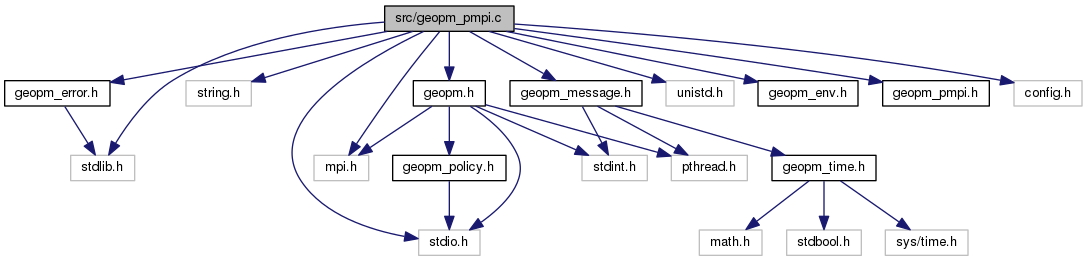 src/geopm_pmpi.c
geopm_error.h
string.h
geopm.h
geopm_message.h
unistd.h
geopm_env.h
geopm_pmpi.h
config.h
stdlib.h
mpi.h
geopm_policy.h
stdint.h
pthread.h
geopm_time.h
stdio.h
math.h
stdbool.h
sys/time.h